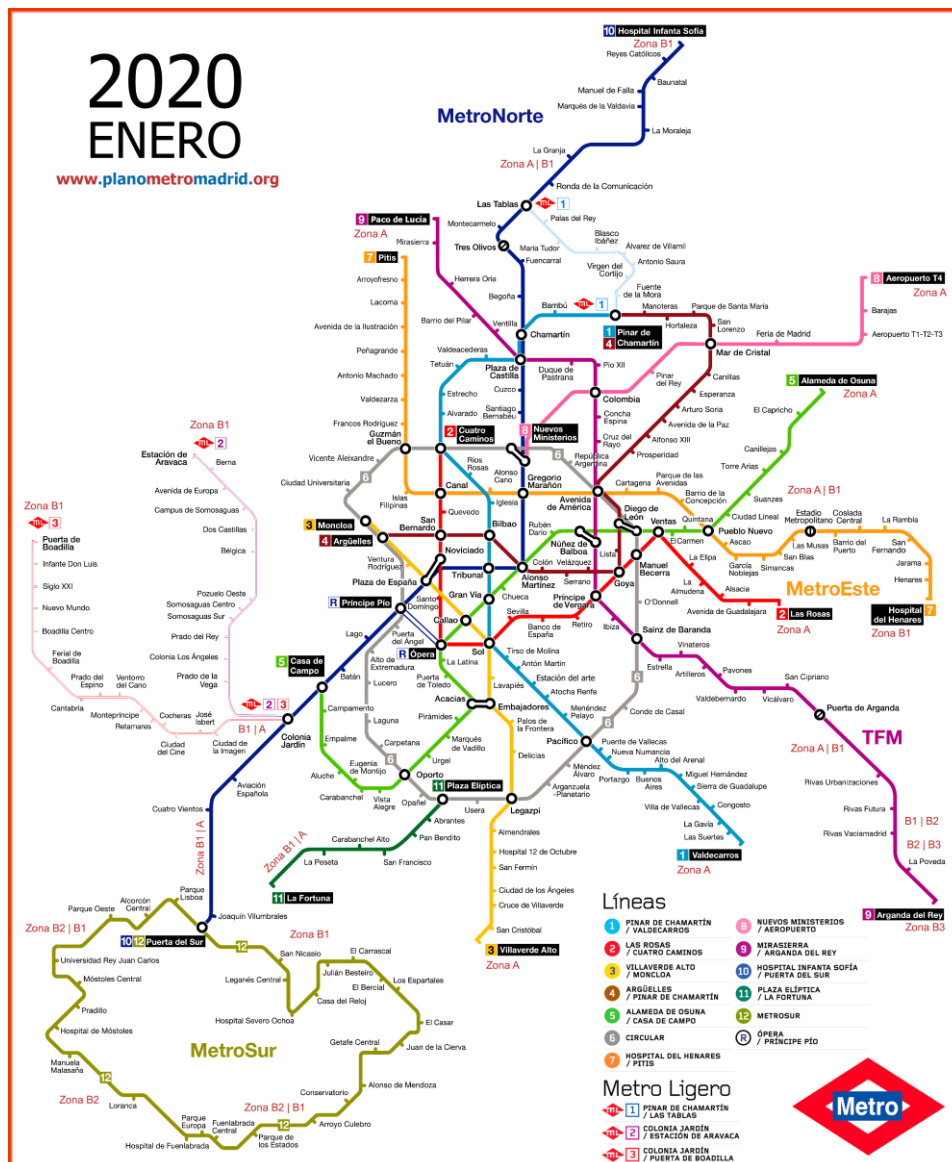 2020
ENERO
www.planometromadrid.org
10 Hospital Infanta Sofía
Zona B1
Reyes Católicos
Baunatal
Manuel de Falla
Marqués de la Valdavia
MetroNorte
La Moraleja
La Granja
Zona A | B1
Ronda de la Comunicación
Las Tablas
ML 1
9 Paco de Lucía
Zona A
Mirasierra
Montecarmelo
Palas del Rey
Blasco
Ibáñez
Álvarez de Villamil
Tres Olivos
Maria Tudor
Antonio Saura
7 Pitis
Fuencarral
Virgen del
Cortijo
Arroyofresno
Herrera Oria
Fuente
de la Mora
8 Aeropuerto T4
Zona A
Lacoma
Begoña
Bambú
ML 1
Manoteras
Parque de Santa Maria
Barajas
Barrio del Pilar
Ventilla
Hortaleza
San
Lorenzo
Avenida de la Ilustración
Chamartín
1 Pinar de
4 Chamartín
Feria de Madrid
Aeropuerto T1-T2-T3
Peñagrande
Valdeacederas
Mar de Cristal
Tetuán
Plaza de
Castilla
Duque de
Pastrana
Pío XII
Antonio Machado
Estrecho
Cuzco
Pinar
del Rey
Canillas
5 Alameda de Osuna
Zona A
Valdezarza
Colombia
Esperanza
Alvarado
Santiago
Bernabéu
Concha
Espina
Arturo Soria
El Capricho
Francos Rodríguez
2 Cuatro
Caminos
8 Nuevos
Ministerios
Avenida de la Paz
Zona B1
ML 2
Guzmán
el Bueno
Cruz del
Rayo
Alfonso XIII
Canillejas
Estación de
Aravaca
Berna
Vicente Aleixandre
6
Ríos
Rosas
Alonso
Cano
República
Argentina
6
Prosperidad
Torre Arias
Ciudad Universitaria
6
Gregorio
Marañón
Parque de las
Avenidas
Avenida de Europa
Canal
Iglesia
Cartagena
Barrio de la
Concepción
Suanzes
Zona A | B1
Zona B1
ML 3
Islas
Filipinas
Avenida
de América
Campus de Somosaguas
Quevedo
Diego
de León
Ciudad Lineal
Estadio
Metropolitano
Coslada
Central
La Rambla
3 Moncloa
San
Bernardo
Bilbao
Rubén
Darío
Ventas
Quintana
Pueblo Nuevo
Dos Castillas
El Carmen
Ascao
Las Musas
Barrio del
Puerto
San
Fernando
Puerta de
Boadilla
4 Argüelles
Núñez de
Balboa
Lista
San Blas
Jarama
Bélgica
Noviciado
Colón
Velázquez
Manuel
Becerra
La Elipa
García
Noblejas
Simancas
Infante Don Luis
Ventura
Rodríguez
Tribunal
Alonso
Martinez
Serrano
Goya
La
Almudena
Henares
Siglo XXI
Plaza de España
Alsacia
MetroEste
Pozuelo Oeste
Santo
Domingo
Gran Vía
Chueca
Príncipe
de Vergara
O'Donnell
Avenida de Guadalajara
2 Las Rosas
Zona A
Hospital
del Henares 7
Zona B1
Nuevo Mundo
Somosaguas Centro
Somosaguas Sur
R Príncipe Pío
Callao
Sevilla
Retiro
Boadilla Centro
Prado del Rey
Lago
Puerta
del Ángel
Banco de
España
Ibiza
Sainz de Baranda
R Ópera
Sol
Vinateros
Colonia Los Ángeles
5 Casa de
Campo
Batán
Alto de
Extremadura
La Latina
Tirso de Molina
Estrella
Pavones
Ferial de
Boadilla
Antón Martín
Artilleros
San Cipriano
Prado de la
Vega
Lucero
Puerta
de Toledo
Estación del arte
6
Prado del
Espino
Ventorro
del Cano
Lavapiés
Atocha Renfe
Valdebernardo
Vicálvaro
Puerta de Arganda
Cantabria
ML 2 3
Campamento
Acacias
Embajadores
Menéndez
Pelayo
Conde de Casal
Montepríncipe
Cocheras
José
Isbert
B1 | A
Laguna
Pirámides
Palos de
la Frontera
Retamares
Colonia
Jardín
Empalme
Pacífico
Puente de Vallecas
TFM
Ciudad
del Cine
Ciudad de
la Imagen
Carpetana
Marqués
de Vadillo
Nueva Numancia
Zona A | B1
Eugenia
de Montijo
6
Delicias
Alto del Arenal
Aluche
Urgel
Méndez
Álvaro
Miguel Hernández
Rivas Urbanizaciones
Aviación
Española
Oporto
11 Plaza Elíptica
Arganzuela
-Planetario
Portazgo
Buenos
Aires
Sierra de Guadalupe
Carabanchel
Vista
Alegre
Opañel
Usera
Legazpi
Villa de Vallecas
Congosto
Rivas Futura
B1 | B2
Cuatro Vientos
Abrantes
La Gavía
Zona B1 | A
Zona B1 | A
Carabanchel Alto
Pan Bendito
Almendrales
Las Suertes
Rivas Vaciamadrid
B2 | B3
La Peseta
San Francisco
Hospital 12 de Octubre
1 Valdecarros
Zona A
San Fermín
La Poveda
11 La Fortuna
Ciudad de los Ángeles
9 Arganda del Rey
Zona B3
Parque
Lisboa
Cruce de Villaverde
Alcorcón
Central
Parque Oeste
Joaquín Vilumbrales
San Cristóbal
Zona B2 | B1
10 12 Puerta del Sur
12
Zona B1
3 Villaverde Alto
Zona A
San Nicasio
El Carrascal
Universidad Rey Juan Carlos
Julián Besteiro
Los Espartales
Móstoles Central
Leganés Central
El Bercial
Casa del Reloj
Pradillo
Hospital Severo Ochoa
El Casar
Hospital de Móstoles
MetroSur
Getafe Central
Juan de la Cierva
Manuela
Malasaña
12
Alonso de Mendoza
Zona B2
Loranca
Conservatorio
Zona B2 | B1
Parque
Europa
Fuenlabrada
Central
12
Arroyo Culebro
Hospital de Fuenlabrada
Parque de
los Estados
Líneas
1 PINAR DE CHAMARTÍN
/ VALDECARROS
2 LAS ROSAS
/ CUATRO CAMINOS
3 VILLAVERDE ALTO
/ MONCLOA
4 ARGÜELLES
/ PINAR DE CHAMARTÍN
5 ALAMEDA DE OSUNA
/ CASA DE CAMPO
6 CIRCULAR
7 HOSPITAL DEL HENARES
/ PITIS
8 NUEVOS MINISTERIOS
/ AEROPUERTO
9 MIRASIERRA
/ ARGANDA DEL REY
10 HOSPITAL INFANTA SOFÍA
/ PUERTA DEL SUR
11 PLAZA ELÍPTICA
/ LA FORTUNA
12 METROSUR
R ÓPERA
/ PRÍNCIPE PÍO
Metro Ligero
ML 1 PINAR DE CHAMARTÍN
/ LAS TABLAS
ML 2 COLONIA JARDÍN
/ ESTACIÓN DE ARAVACA
ML 3 COLONIA JARDÍN
/ PUERTA DE BOADILLA
Metro